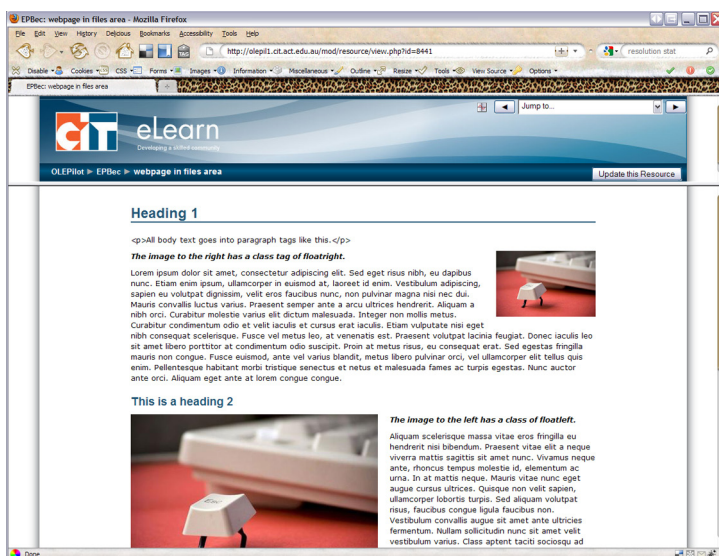 EPBec: webpage in files area - Mozilla Firefox
File Edit View History Delicious Bookmarks Accessibility Tools Help
http://olepil1.cit.act.edu.au/mod/resource/view.php?id=8441
resolution stat
Disable Cookies CSS Forms Images Information Miscellaneous Outline Resize Tools View Source Options
EPBec: webpage in files area
Jump to...
CIT eLearn
Developing a skilled community
OLEPilot ► EPBec ► webpage in files area
Update this Resource
Heading 1
<p>All body text goes into paragraph tags like this.</p>
The image to the right has a class tag of floatright.
Lorem ipsum dolor sit amet, consectetur adipiscing elit. Sed eget risus nibh, eu dapibus
nunc. Etiam enim ipsum, ullamcorper in euismod at, laoreet id enim. Vestibulum adipiscing,
sapien eu volutpat dignissim, velit eros faucibus nunc, non pulvinar magna nisi nec dui.
Mauris convallis luctus varius. Praesent semper ante a arcu ultrices hendrerit. Aliquam a
nibh orci. Curabitur molestie varius elit dictum malesuada. Integer non mollis metus.
Curabitur condimentum odio et velit iaculis et cursus erat iaculis. Etiam vulputate nisi eget
nibh consequat scelerisque. Fusce vel metus leo, at venenatis est. Praesent volutpat lacinia feugiat. Donec iaculis leo
sit amet libero porttitor at condimentum odio suscipit. Proin at metus risus, eu consequat erat. Sed egestas fringilla
mauris non congue. Fusce euismod, ante vel varius blandit, metus libero pulvinar orci, vel ullamcorper elit tellus quis
enim. Pellentesque habitant morbi tristique senectus et netus et malesuada fames ac turpis egestas. Nunc auctor
ante orci. Aliquam eget ante at lorem congue congue.
This is a heading 2
The image to the left has a class of floatleft.
Aliquam scelerisque massa vitae eros fringilla eu
hendrerit nisi bibendum. Praesent vitae elit a neque
viverra mattis sagittis sit amet nunc. Vivamus neque
ante, rhoncus tempus molestie id, elementum ac
urna. In at mattis neque. Mauris vitae nunc eget
augue cursus ultrices. Quisque non velit sapien,
ullamcorper lobortis turpis. Sed aliquam volutpat
risus, faucibus congue ligula faucibus non.
Vestibulum convallis augue sit amet ante ultricies
fermentum. Nullam sollicitudin nunc sit amet velit
vestibulum varius. Class aptent taciti sociosqu ad
Esc
Done